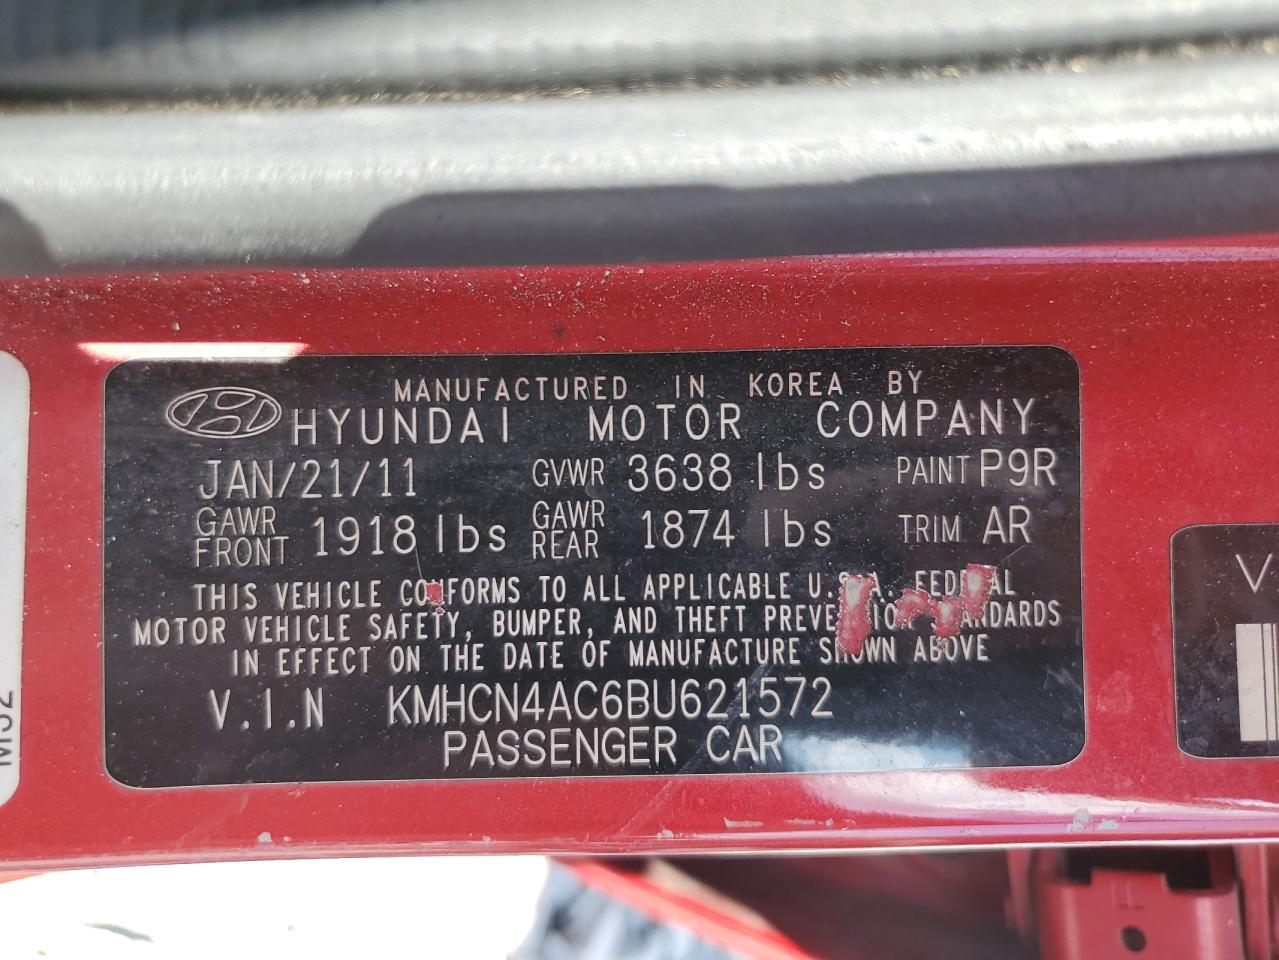 MANUFACTURED IN KOREA BY
HYUNDAI MOTOR COMPANY
JAN/21/11 GVWR 3638 lbs PAINT P9R
GAWR FRONT 1918 lbs GAWR REAR 1874 lbs TRIM AR
THIS VEHICLE CONFORMS TO ALL APPLICABLE U.S.A. FEDERAL
MOTOR VEHICLE SAFETY, BUMPER, AND THEFT PREVENTION STANDARDS
IN EFFECT ON THE DATE OF MANUFACTURE SHOWN ABOVE
V.I.N KMHCN4AC6BU621572
PASSENGER CAR
V